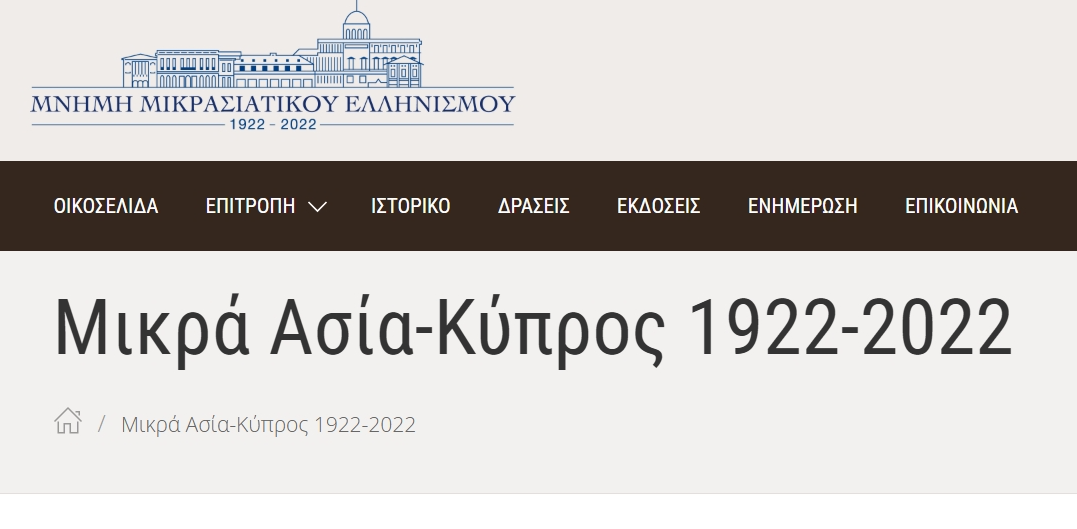 ΜΝΗΜΗ ΜΙΚΡΑΣΙΑΤΙΚΟΥ ΕΛΛΗΝΙΣΜΟΥ
1922 - 2022
ΟΙΚΟΣΕΛΙΔΑ ΕΠΙΤΡΟΠΗ ΙΣΤΟΡΙΚΟ ΔΡΑΣΕΙΣ ΕΚΔΟΣΕΙΣ ΕΝΗΜΕΡΩΣΗ ΕΠΙΚΟΙΝΩΝΙΑ
Μικρά Ασία-Κύπρος 1922-2022
/ Μικρά Ασία-Κύπρος 1922-2022